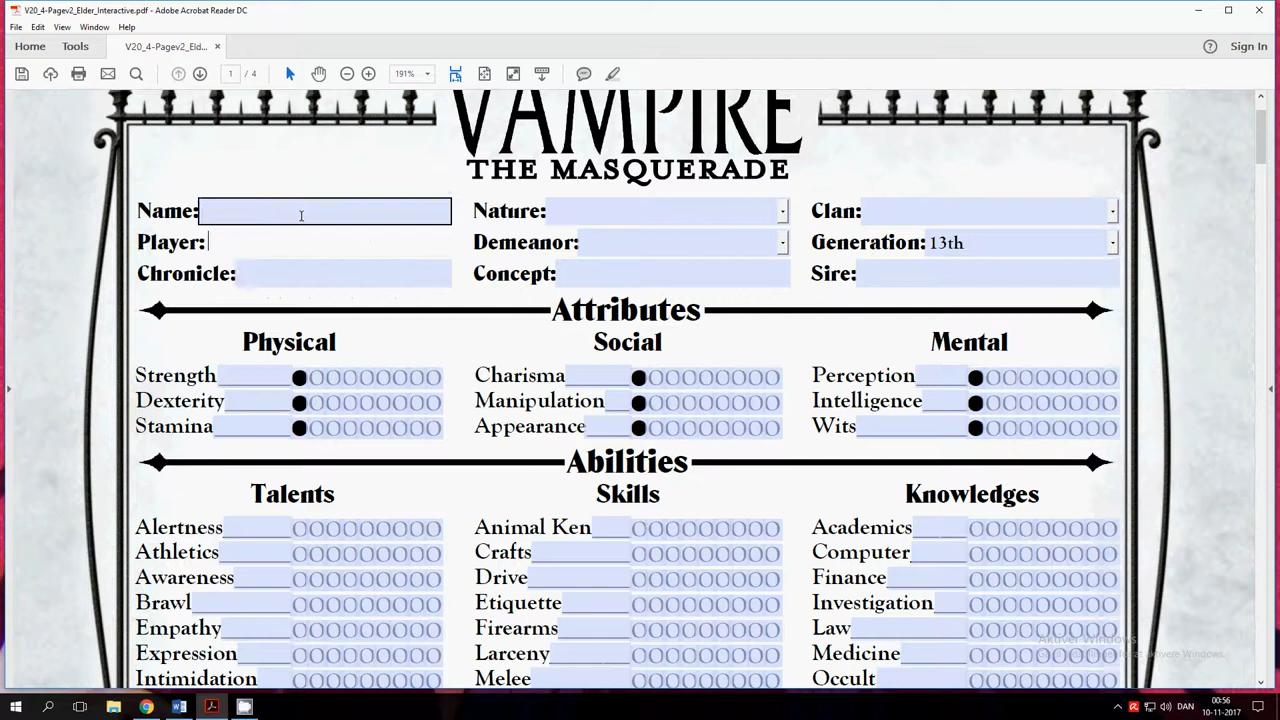 V20_4-Pagev2_Elder_Interactive.pdf - Adobe Acrobat Reader DC
File Edit View Window Help
Home Tools V20_4-Pagev2_Eld... × Sign In
1 / 4 191%
VAMPIRE
THE MASQUERADE
Name: Nature: Clan:
Player: Demeanor: Generation: 13th
Chronicle: Concept: Sire:
Attributes
Physical Social Mental
Strength Charisma Perception
Dexterity Manipulation Intelligence
Stamina Appearance Wits
Abilities
Talents Skills Knowledges
Alertness Animal Ken Academics
Athletics Crafts Computer
Awareness Drive Finance
Brawl Etiquette Investigation
Empathy Firearms Law
Expression Larceny Medicine
Intimidation Melee Occult
Aktiver Windows
aktivere Windows.
DAN
00:56
10-11-2017